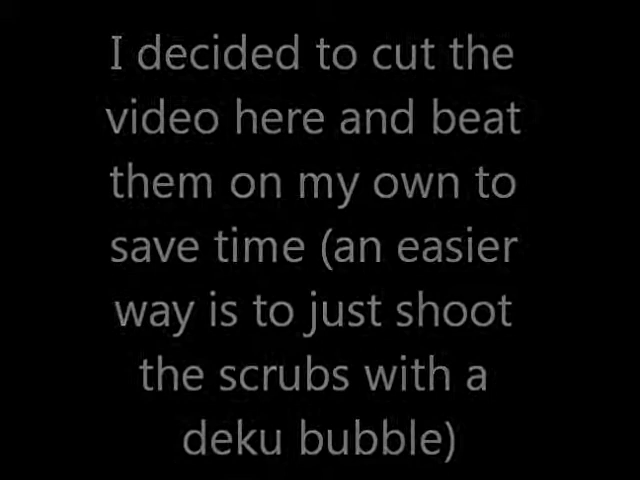 I decided to cut the
video here and beat
them on my own to
save time (an easier
way is to just shoot
the scrubs with a
deku bubble)